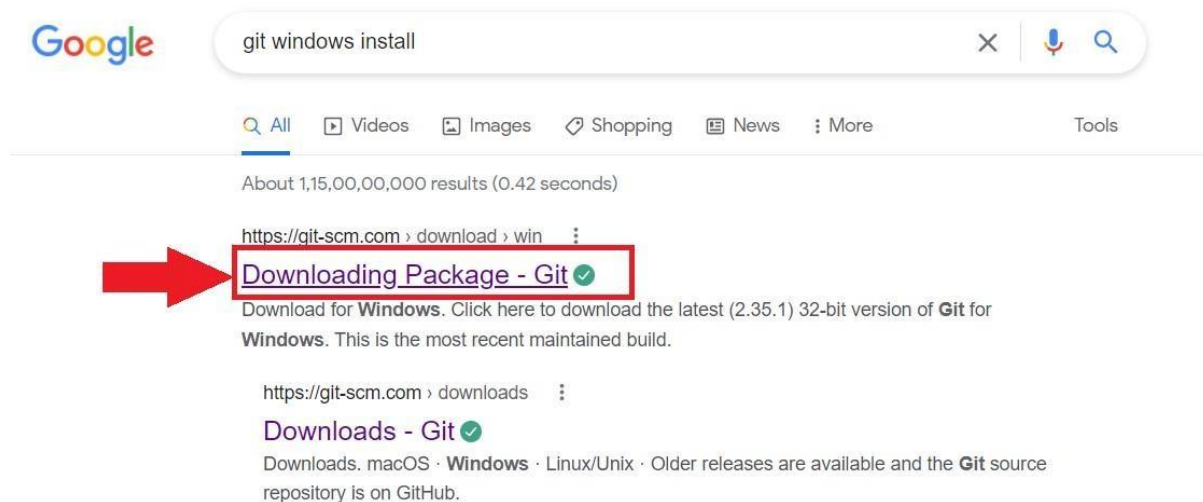 Google
git windows install
All Videos Images Shopping News More Tools
About 1,15,00,00,000 results (0.42 seconds)
https://git-scm.com › download › win
Downloading Package - Git
Download for Windows. Click here to download the latest (2.35.1) 32-bit version of Git for
Windows. This is the most recent maintained build.
https://git-scm.com › downloads
Downloads - Git
Downloads. macOS · Windows · Linux/Unix · Older releases are available and the Git source
repository is on GitHub.